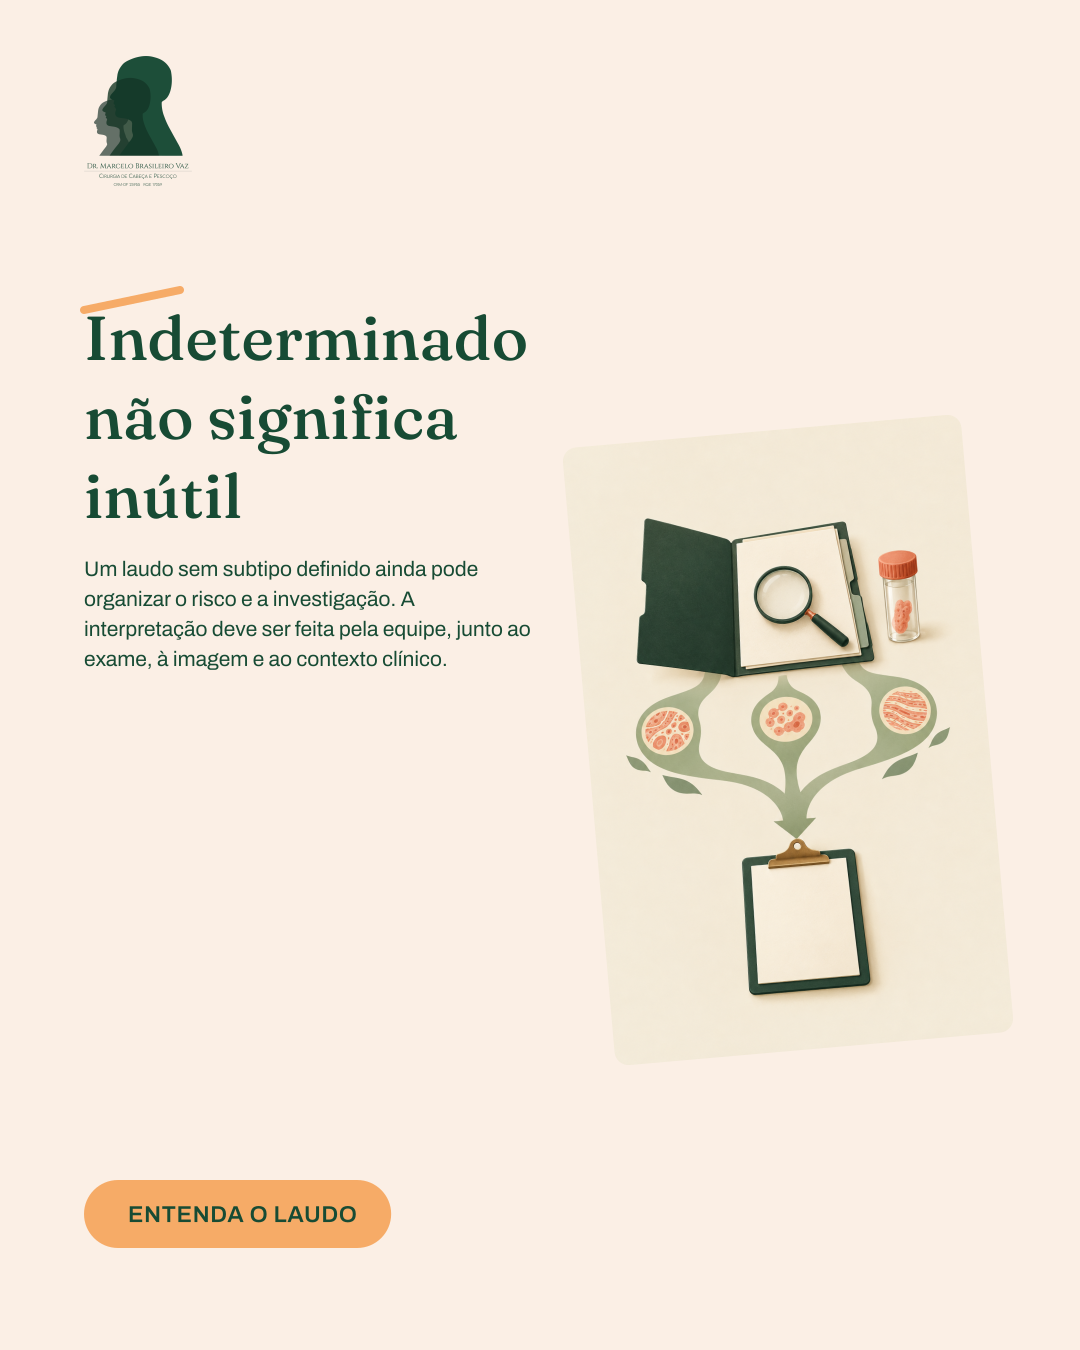 DR. MARCELO BRASILEIRO VAZ
CIRURGIA DE CABEÇA E PESCOÇO
Indeterminado
não significa
inútil
Um laudo sem subtipo definido ainda pode
organizar o risco e a investigação. A
interpretação deve ser feita pela equipe, junto ao
exame, à imagem e ao contexto clínico.
ENTENDA O LAUDO